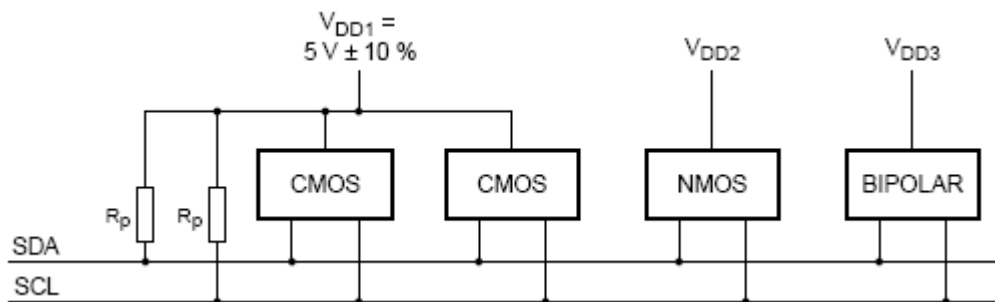 VDD1 =
5 V ± 10 %
VDD2
VDD3
CMOS
CMOS
NMOS
BIPOLAR
Rp
Rp
SDA
SCL